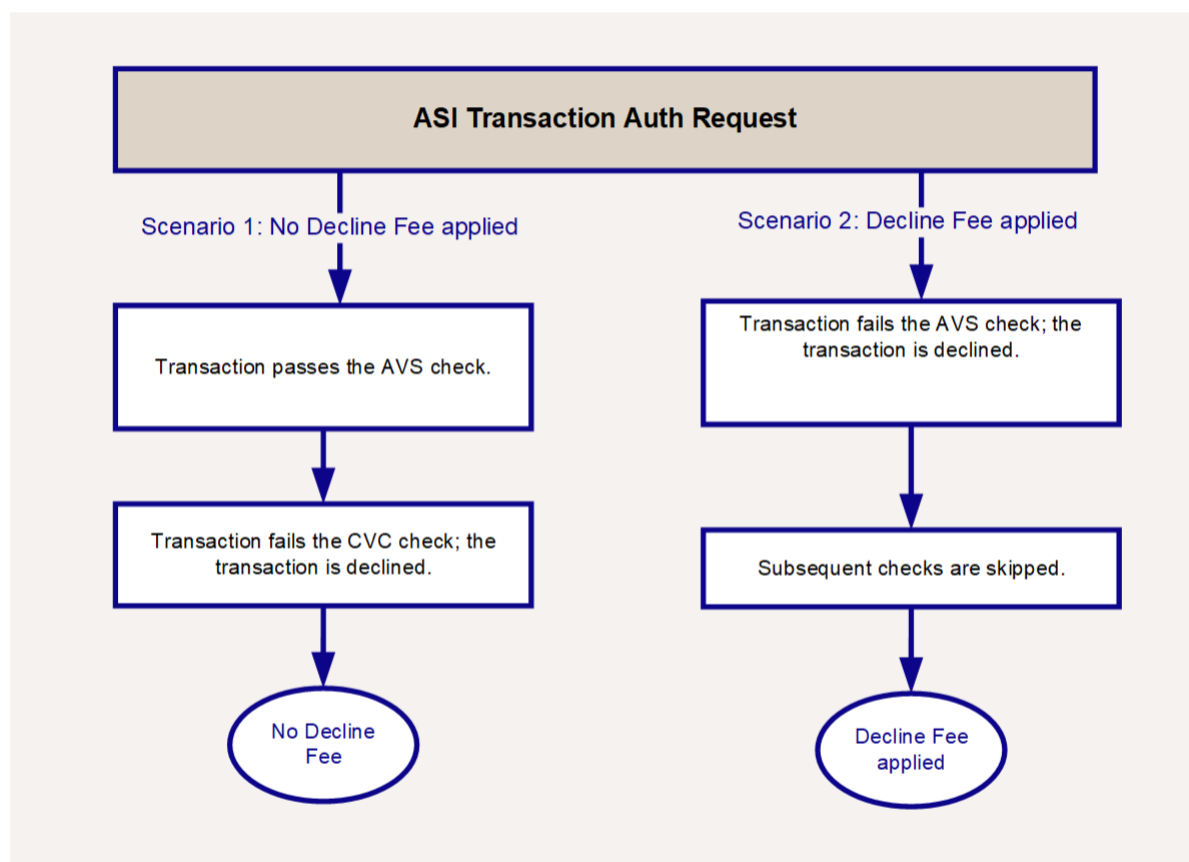 ASI Transaction Auth Request
Scenario 1: No Decline Fee applied
Transaction passes the AVS check.
Transaction fails the CVC check; the
transaction is declined.
No Decline
Fee
Scenario 2: Decline Fee applied
Transaction fails the AVS check; the
transaction is declined.
Subsequent checks are skipped.
Decline Fee
applied